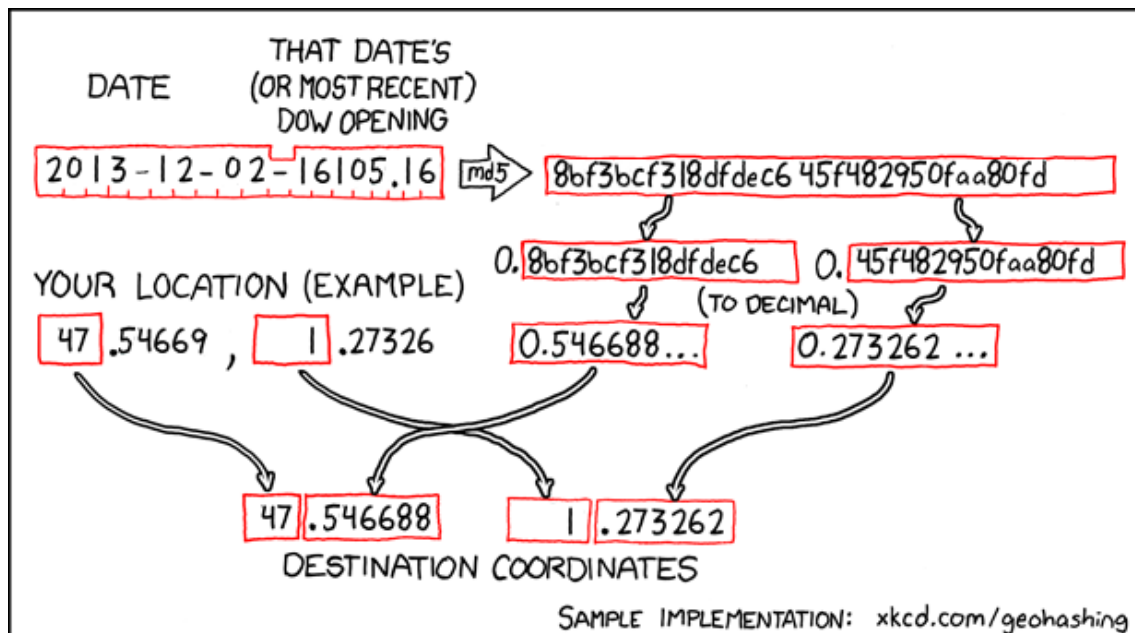 DATE
THAT DATE'S
(OR MOST RECENT)
DOW OPENING
2013-12-02-16105.16
md5
8bf3bcf318dfdec6 45f482950faa80fd
0.8bf3bcf318dfdec6
0.45f482950faa80fd
(TO DECIMAL)
0.546688...
0.273262 ...
YOUR LOCATION (EXAMPLE)
47.54669, 1.27326
47.546688
1.273262
DESTINATION COORDINATES
SAMPLE IMPLEMENTATION: xkcd.com/geohashing